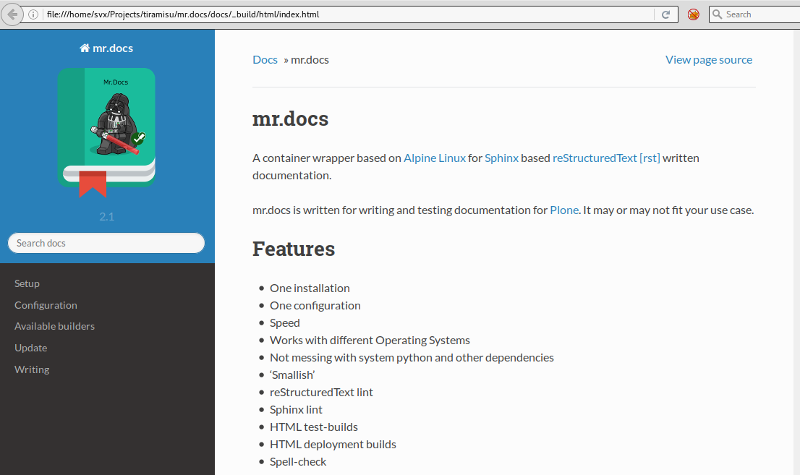 file:///home/svx/Projects/tiramisu/mr.docs/docs/_build/html/index.html
Search
mr.docs
Mr.Docs
2.1
Search docs
Setup
Configuration
Available builders
Update
Writing
Docs » mr.docs
View page source
mr.docs
A container wrapper based on Alpine Linux for Sphinx based reStructuredText [rst] written
documentation.
mr.docs is written for writing and testing documentation for Plone. It may or may not fit your use case.
Features
• One installation
• One configuration
• Speed
• Works with different Operating Systems
• Not messing with system python and other dependencies
• ‘Smallish’
• reStructuredText lint
• Sphinx lint
• HTML test-builds
• HTML deployment builds
• Spell-check